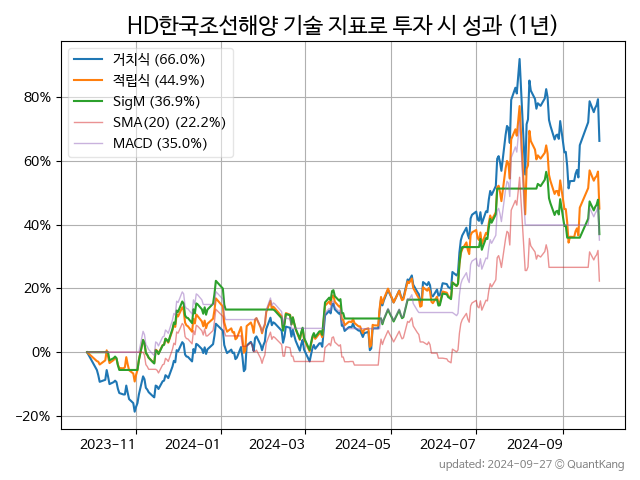 HD한국조선해양 기술 지표로 투자 시 성과 (1년)
거치식 (66.0%)
적립식 (44.9%)
SigM (36.9%)
SMA(20) (22.2%)
MACD (35.0%)
80%
60%
40%
20%
0%
−20%
2023-11 2024-01 2024-03 2024-05 2024-07 2024-09
updated: 2024-09-27 © QuantKang